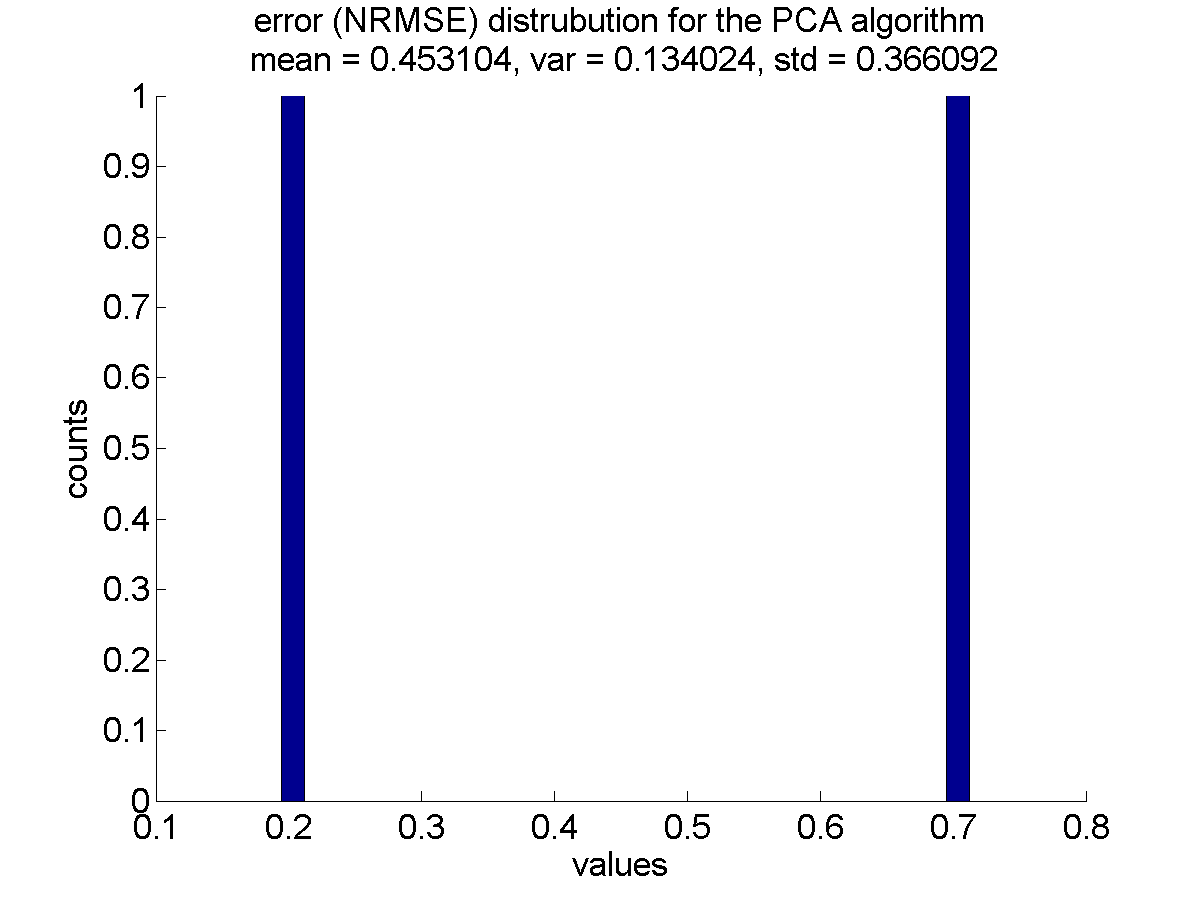 error (NRMSE) distrubution for the PCA algorithm
mean = 0.453104, var = 0.134024, std = 0.366092
1
0.9
0.8
0.7
0.6
0.5
0.4
0.3
0.2
0.1
0
counts
0.1 0.2 0.3 0.4 0.5 0.6 0.7 0.8
values